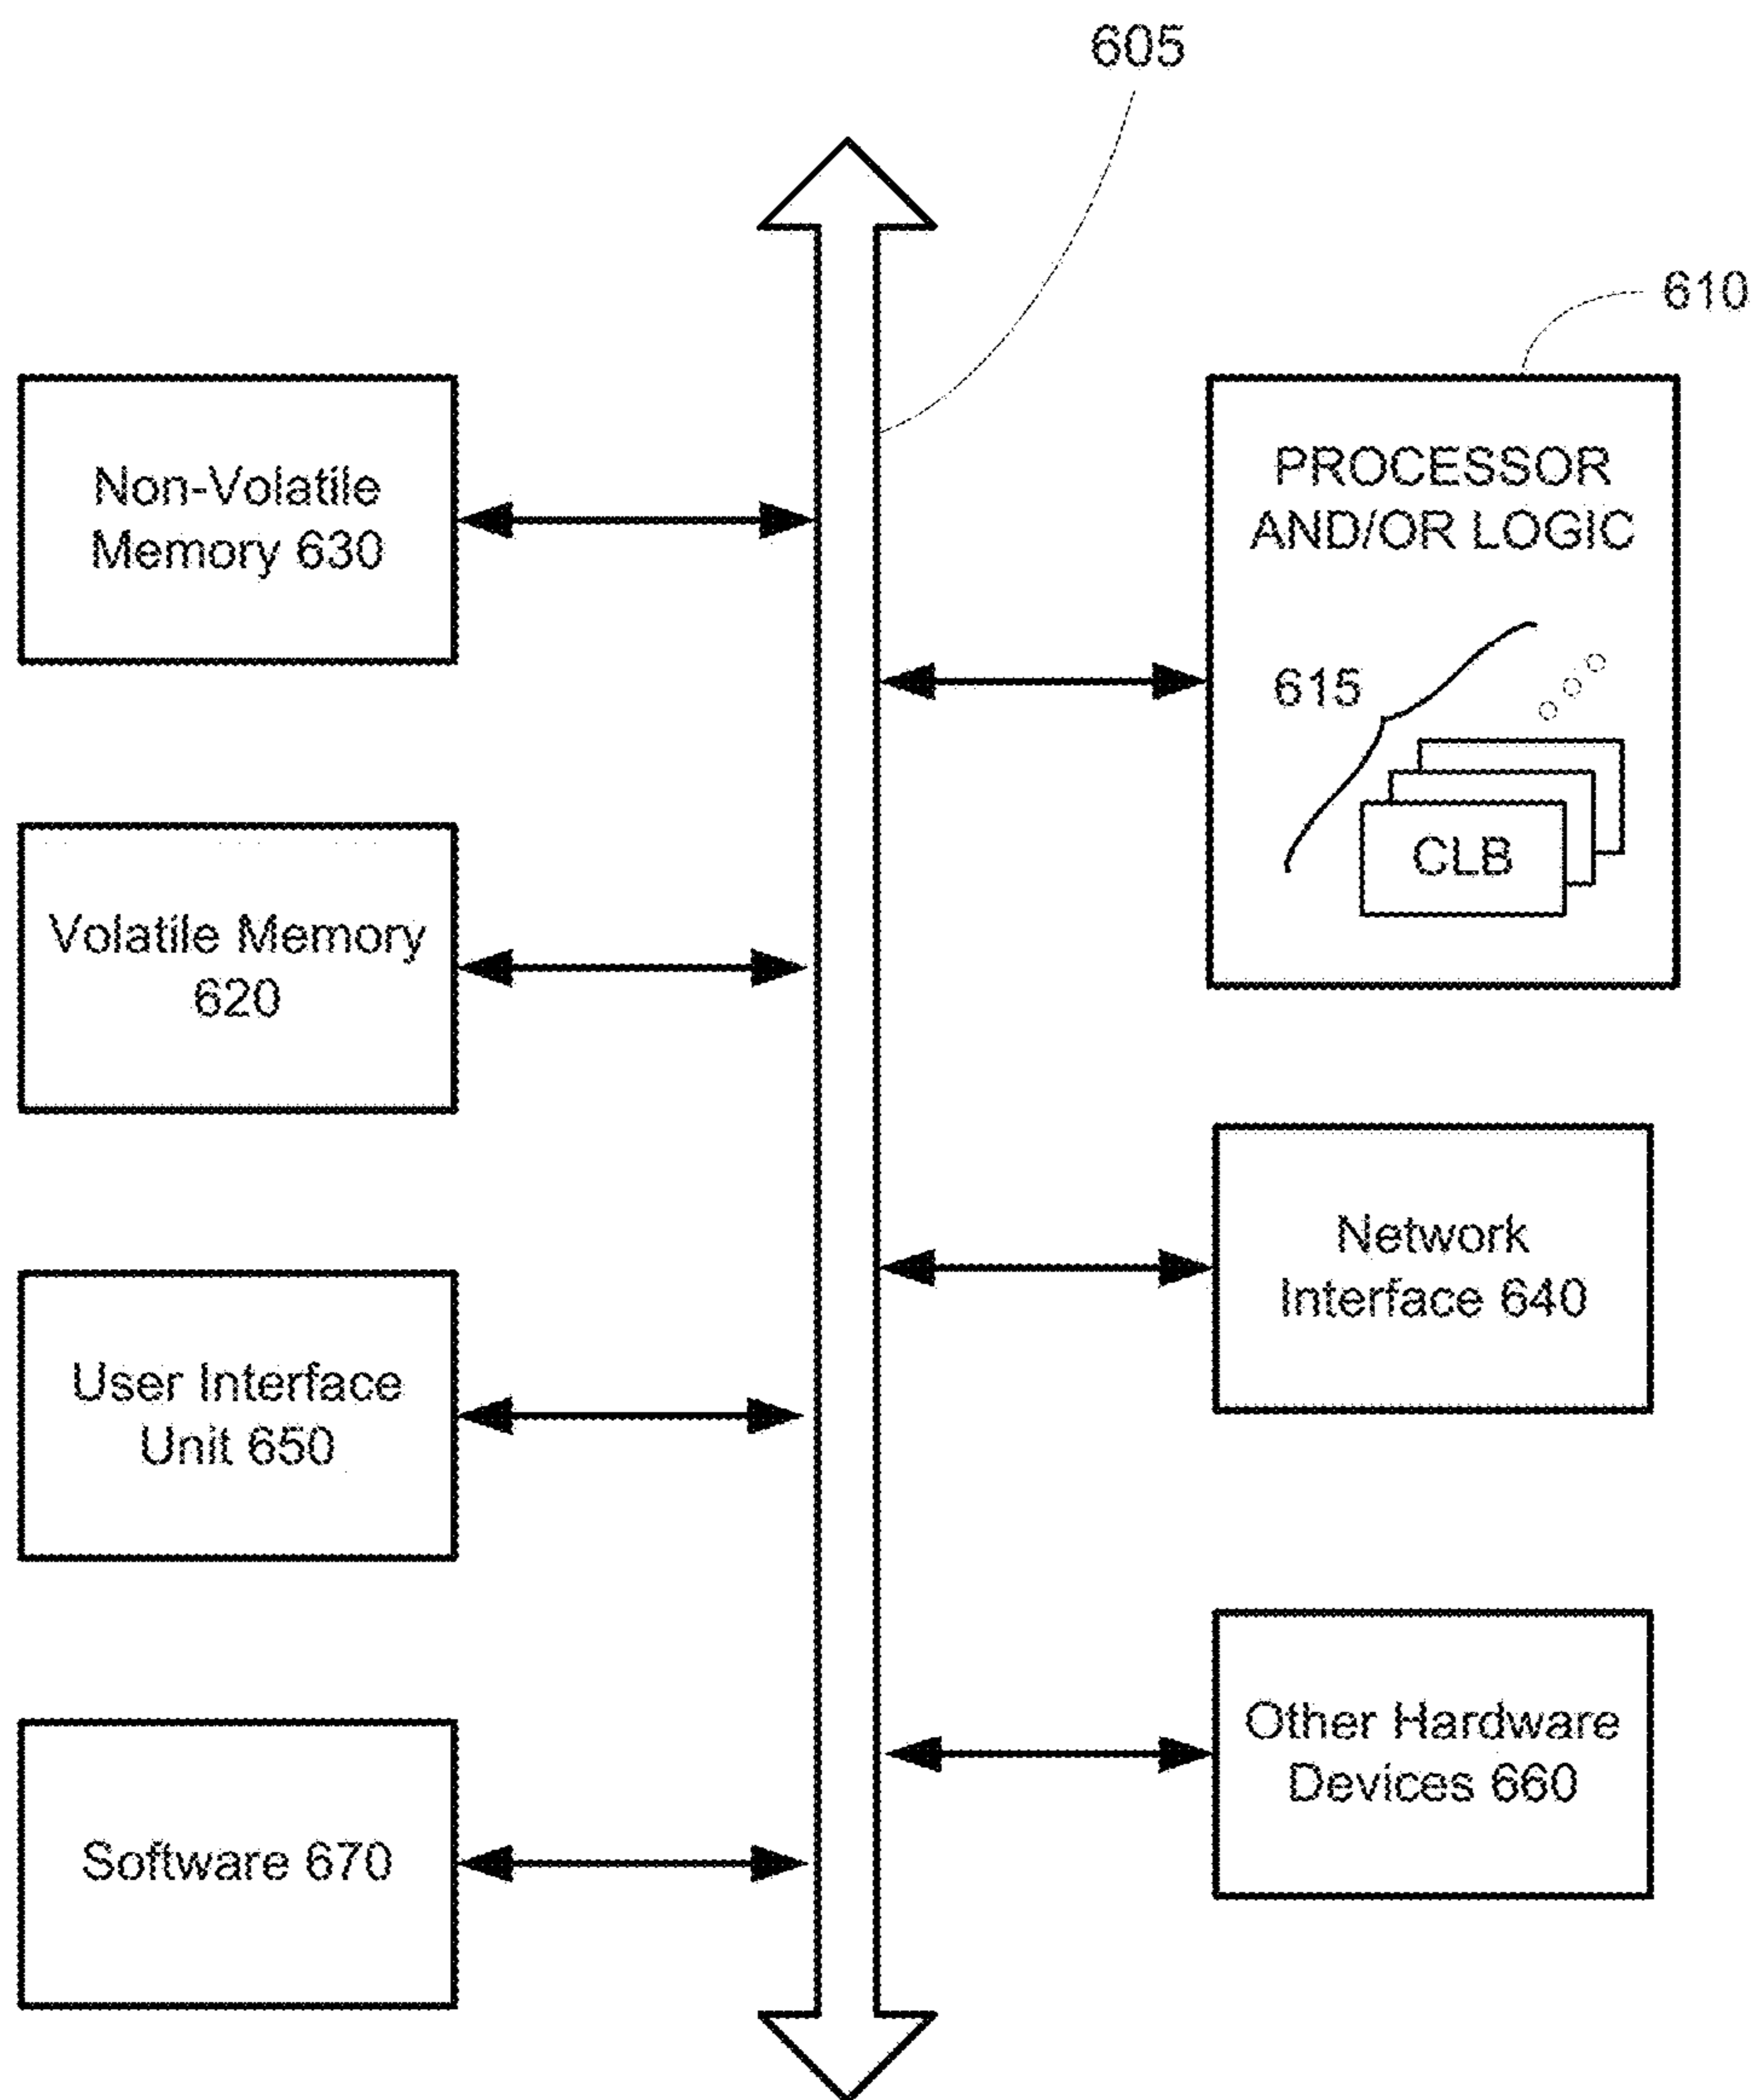 605
610
Non-Volatile
Memory 630
PROCESSOR
AND/OR LOGIC
615
CLB
Volatile Memory
620
Network
Interface 640
User Interface
Unit 650
Other Hardware
Devices 660
Software 670